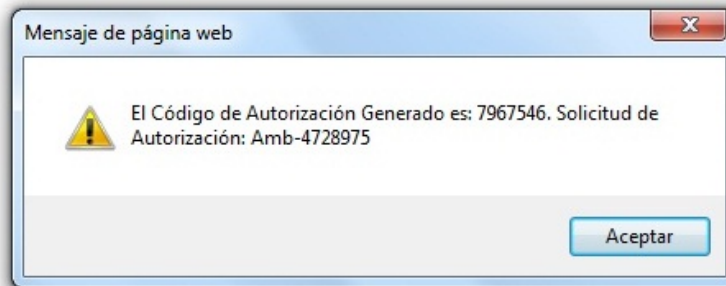 Mensaje de página web
El Código de Autorización Generado es: 7967546. Solicitud de
Autorización: Amb-4728975
Aceptar